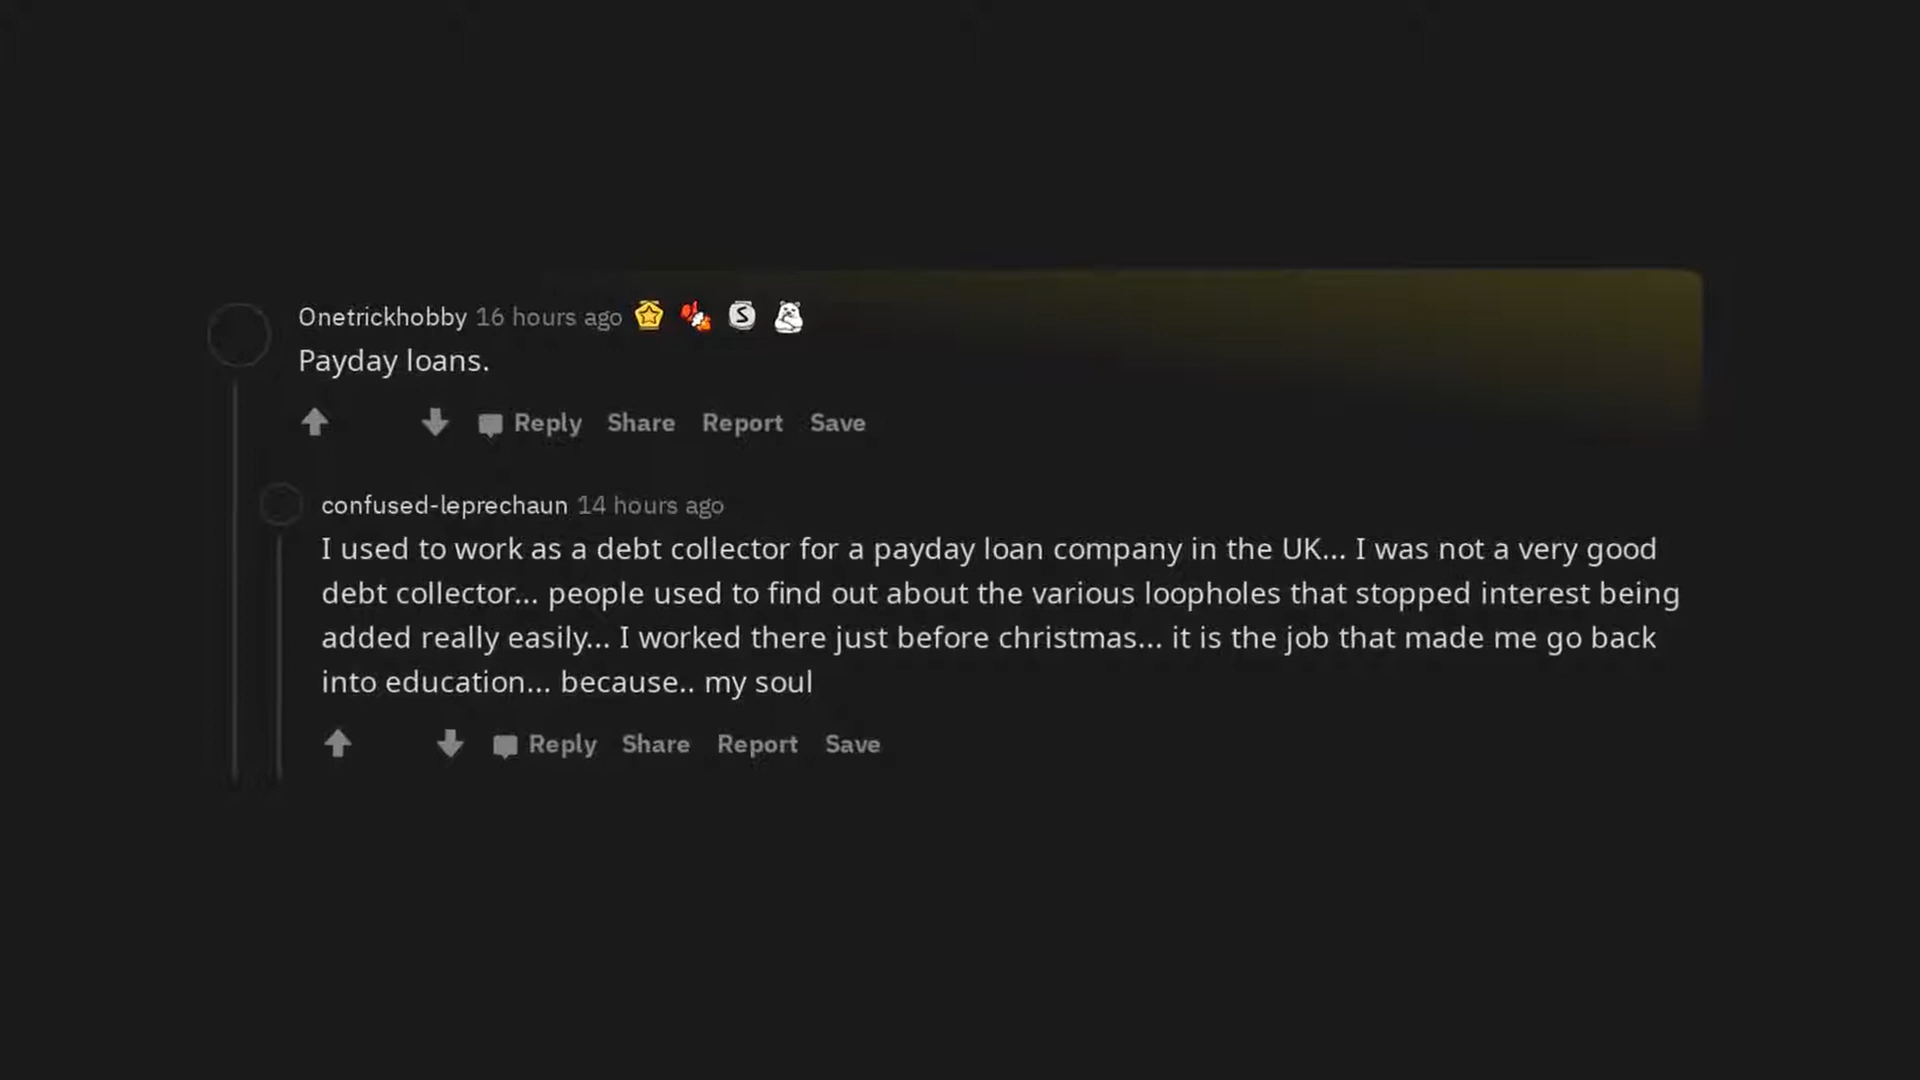 Onetrickhobby 16 hours ago
Payday loans.
Reply Share Report Save
confused-leprechaun 14 hours ago
I used to work as a debt collector for a payday loan company in the UK... I was not a very good
debt collector... people used to find out about the various loopholes that stopped interest being
added really easily... I worked there just before christmas... it is the job that made me go back
into education... because.. my soul
Reply Share Report Save